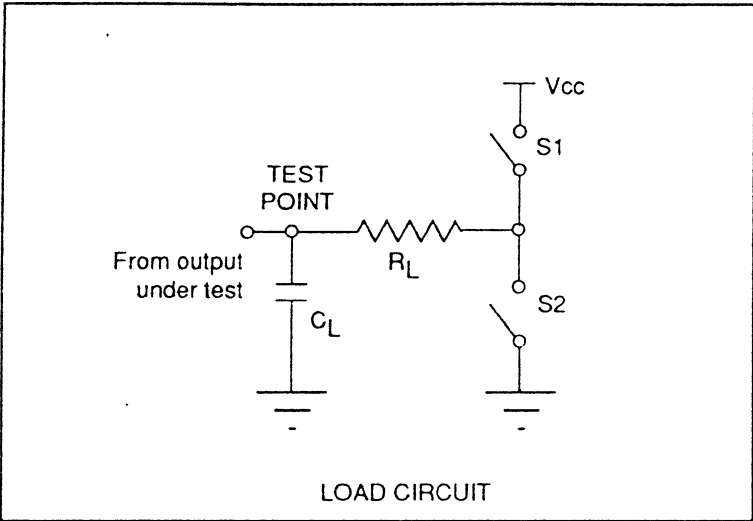 Vcc
S1
TEST
POINT
From output
under test
RL
CL
S2
LOAD CIRCUIT